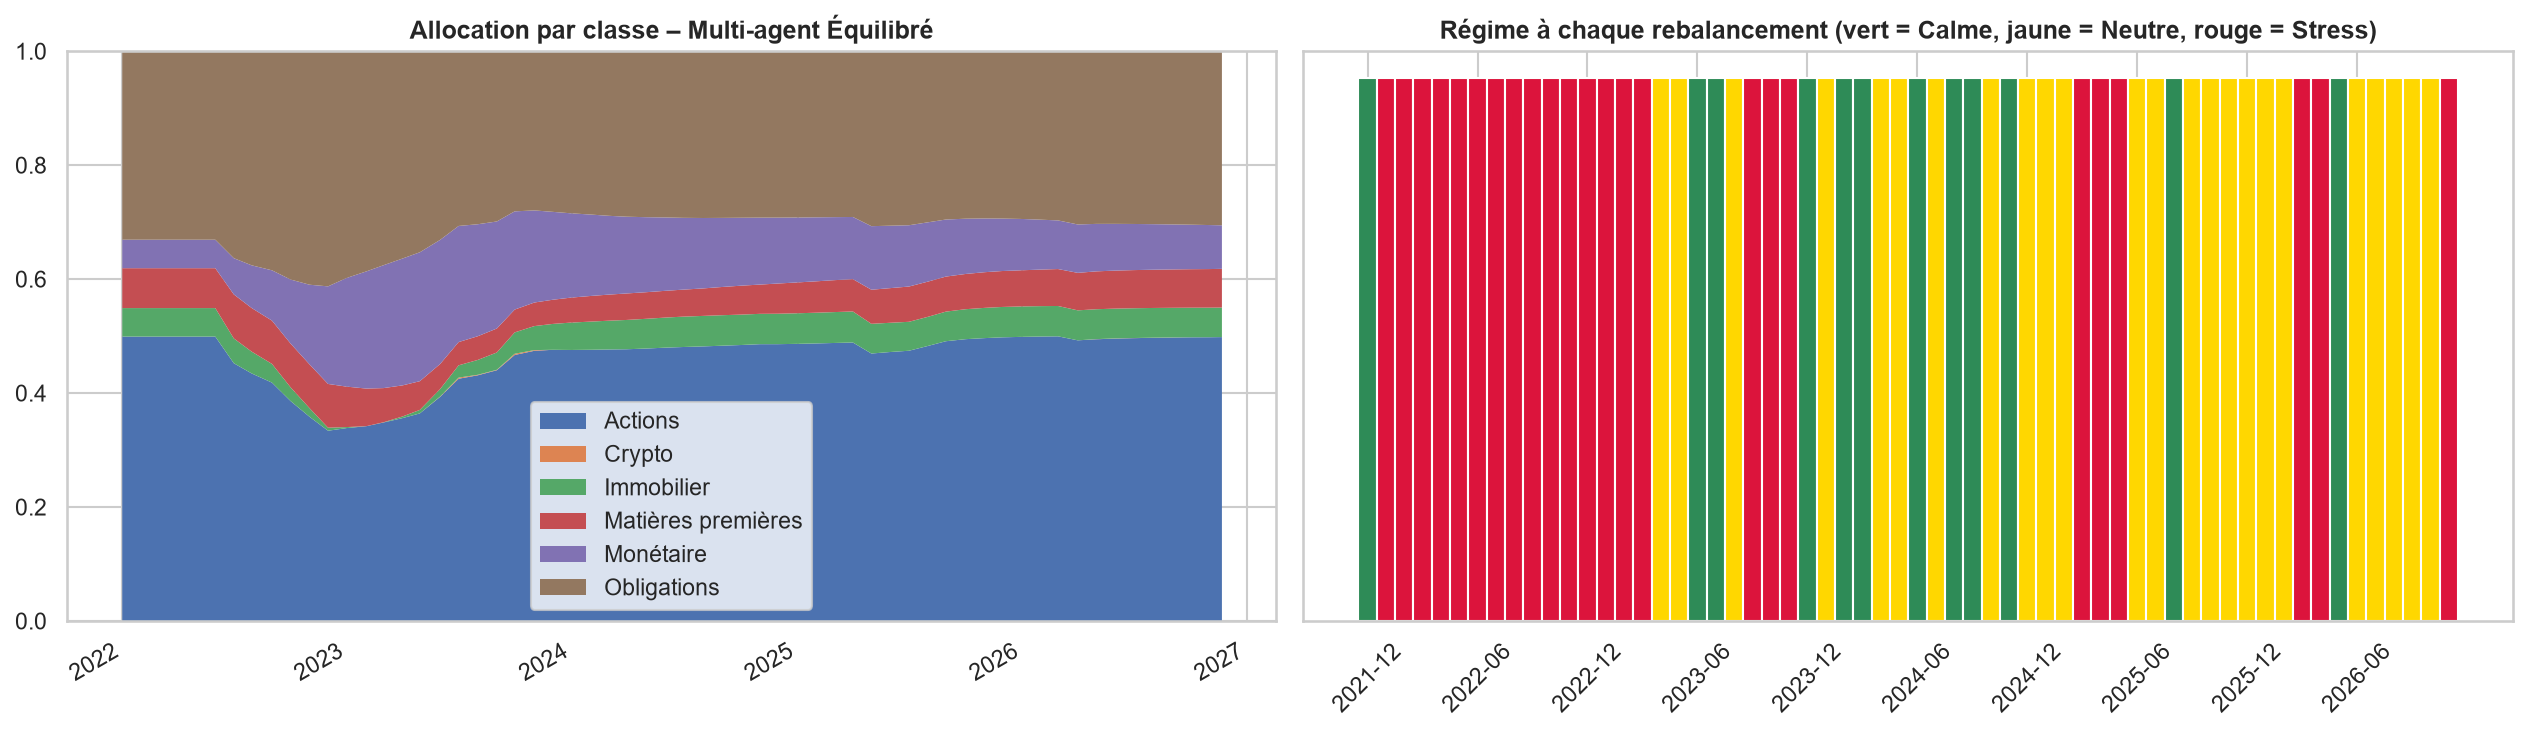 Allocation par classe – Multi-agent Équilibré
1.0
0.8
0.6
0.4
0.2
0.0
2022
2023
2024
2025
2026
2027
Actions
Crypto
Immobilier
Matières premières
Monétaire
Obligations
Régime à chaque rebalancement (vert = Calme, jaune = Neutre, rouge = Stress)
2021-12
2022-06
2022-12
2023-06
2023-12
2024-06
2024-12
2025-06
2025-12
2026-06